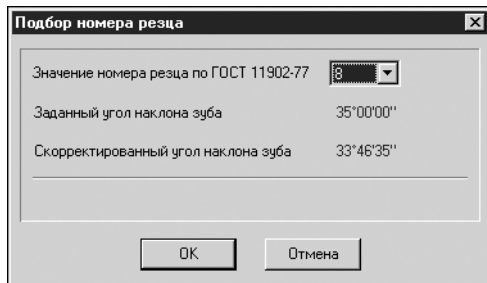 Подбор номера резца
Значение номера резца по ГОСТ 11902-77 8
Заданный угол наклона зуба 35°00'00''
Скорректированный угол наклона зуба 33°46'35''
OK Отмена